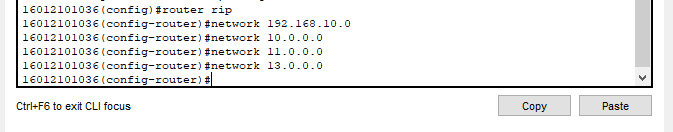 16012101036(config)#router rip
16012101036(config-router)#network 192.168.10.0
16012101036(config-router)#network 10.0.0.0
16012101036(config-router)#network 11.0.0.0
16012101036(config-router)#network 13.0.0.0
16012101036(config-router)#
Ctrl+F6 to exit CLI focus
Copy
Paste